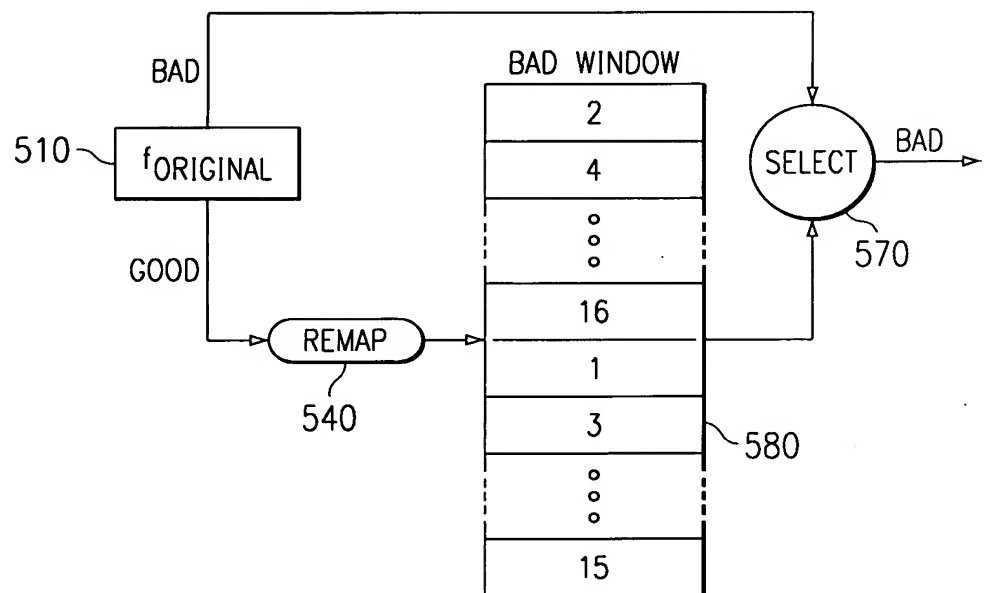 BAD
BAD WINDOW
510
fORIGINAL
GOOD
REMAP
540
2
4
16
1
3
15
580
SELECT
BAD
570